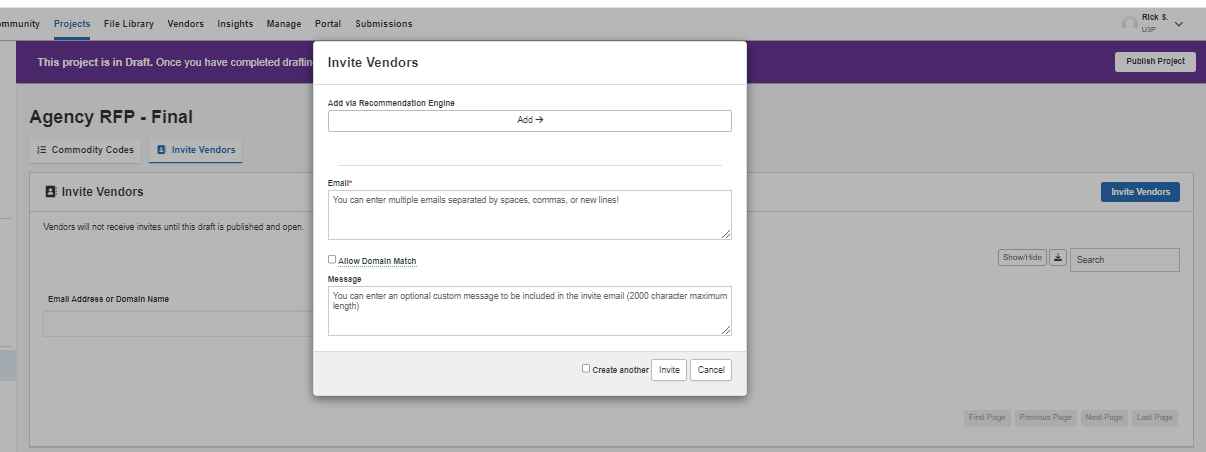 Projects File Library Vendors Insights Manage Portal Submissions
Rick S.
U3P
This project is in Draft. Once you have completed
Publish Project
Invite Vendors
Add via Recommendation Engine
Add →
Agency RFP - Final
Commodity Codes
Invite Vendors
Invite Vendors
Invite Vendors
Email*
You can enter multiple emails separated by spaces, commas, or new lines!
Vendors will not receive invites until this draft is published and open.
Allow Domain Match
Show/Hide
Search
Message
You can enter an optional custom message to be included in the invite email (2000 character maximum
length)
Email Address or Domain Name
Create another
Invite
Cancel
First Page
Previous Page
Next Page
Last Page